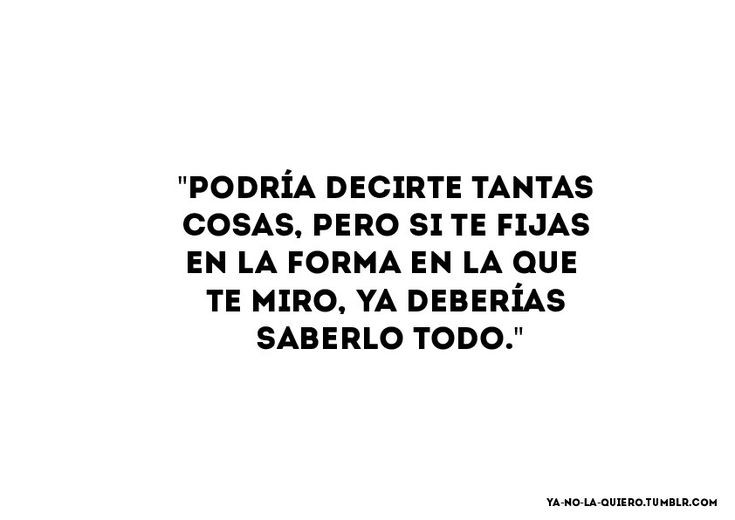 "PODRÍA DECIRTE TANTAS
COSAS, PERO SI TE FIJAS
EN LA FORMA EN LA QUE
TE MIRO, YA DEBERÍAS
SABERLO TODO."
YA-NO-LA-QUIERO.TUMBLR.COM